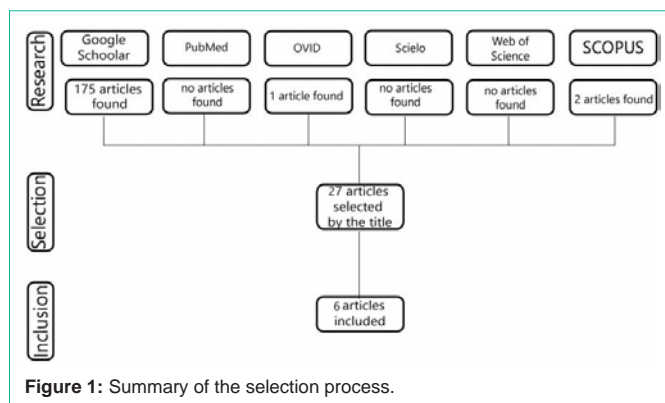 Research
Google
Schoolar
PubMed
OVID
Scielo
Web of
Science
SCOPUS
175 articles
found
no articles
found
1 article found
no articles
found
no articles
found
2 articles found
Selection
27 articles
selected
by the title
Inclusion
6 articles
included
Figure 1: Summary of the selection process.